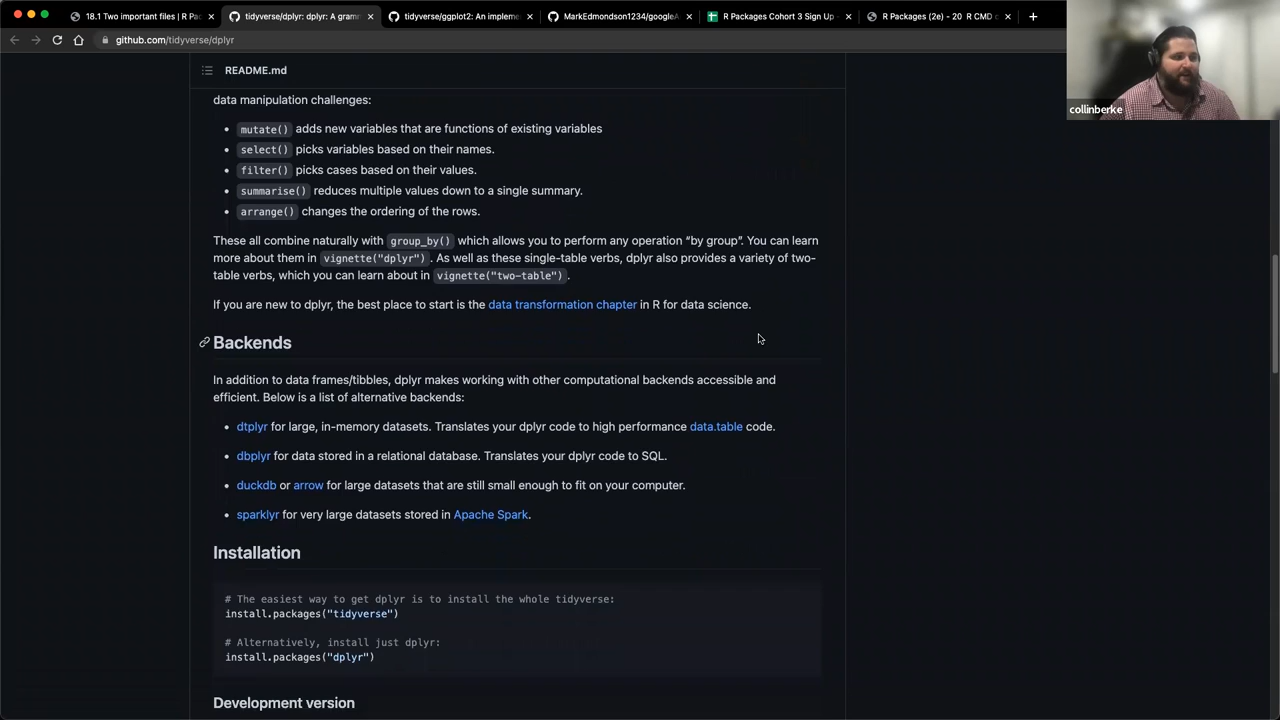 18.1 Two important files | R Pac
tidyverse/dplyr: dplyr: A gram
tidyverse/ggplot2: An impleme
MarkEdmondson1234/googleA
R Packages Cohort 3 Sign Up -
R Packages (2e) - 20 R CMD c
github.com/tidyverse/dplyr
collinberke
README.md
data manipulation challenges:
• mutate() adds new variables that are functions of existing variables
• select() picks variables based on their names.
• filter() picks cases based on their values.
• summarise() reduces multiple values down to a single summary.
• arrange() changes the ordering of the rows.
These all combine naturally with group_by() which allows you to perform any operation “by group”. You can learn
more about them in vignette("dplyr") . As well as these single-table verbs, dplyr also provides a variety of two-
table verbs, which you can learn about in vignette("two-table") .
If you are new to dplyr, the best place to start is the data transformation chapter in R for data science.
Backends
In addition to data frames/tibbles, dplyr makes working with other computational backends accessible and
efficient. Below is a list of alternative backends:
• dtplyr for large, in-memory datasets. Translates your dplyr code to high performance data.table code.
• dbplyr for data stored in a relational database. Translates your dplyr code to SQL.
• duckdb or arrow for large datasets that are still small enough to fit on your computer.
• sparklyr for very large datasets stored in Apache Spark.
Installation
# The easiest way to get dplyr is to install the whole tidyverse:
install.packages("tidyverse")
# Alternatively, install just dplyr:
install.packages("dplyr")
Development version